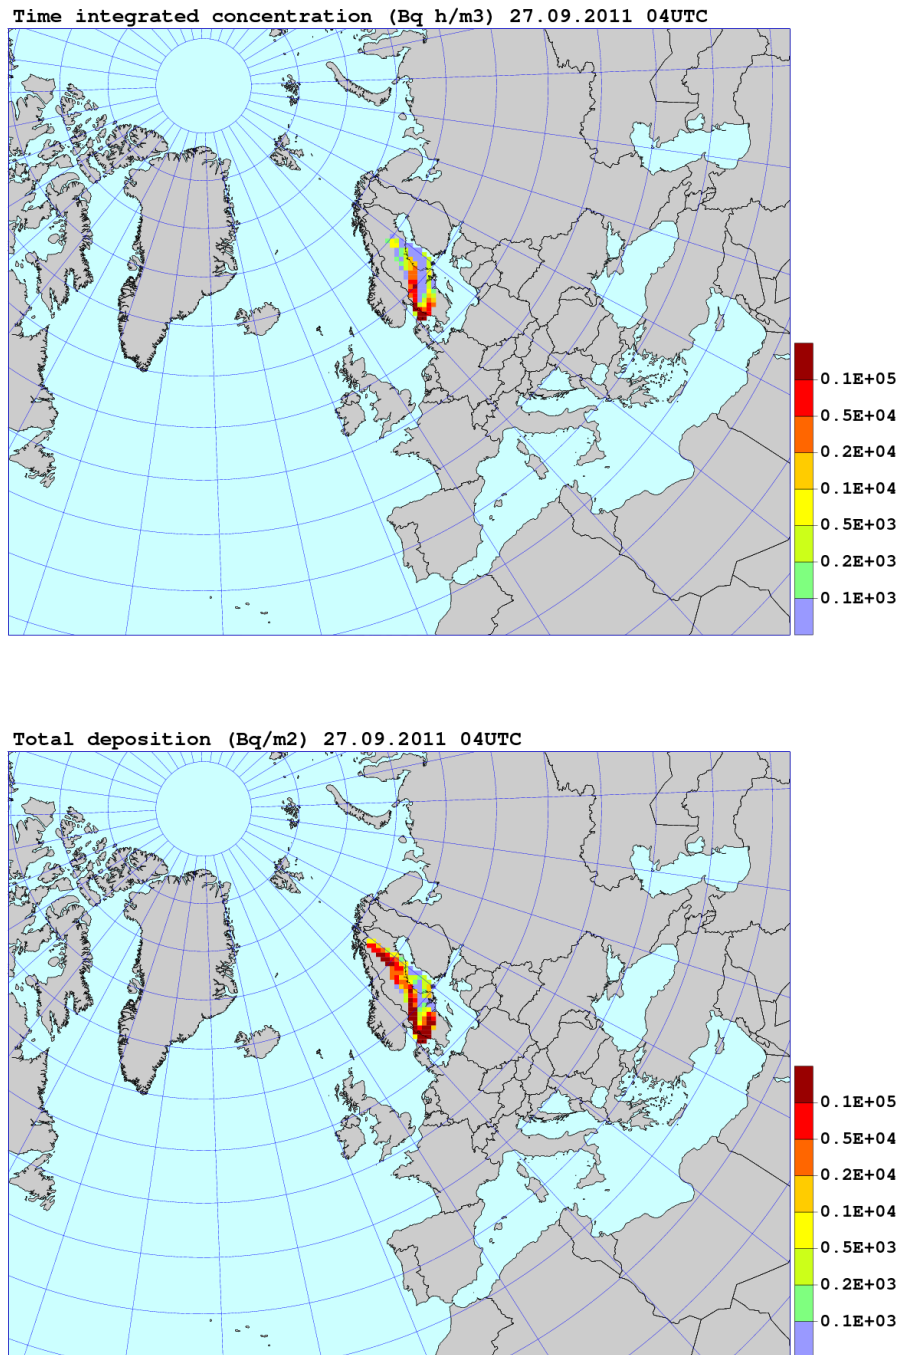 Time integrated concentration (Bq h/m3) 27.09.2011 04UTC
0.1E+05
0.5E+04
0.2E+04
0.1E+04
0.5E+03
0.2E+03
0.1E+03
Total deposition (Bq/m2) 27.09.2011 04UTC
0.1E+05
0.5E+04
0.2E+04
0.1E+04
0.5E+03
0.2E+03
0.1E+03